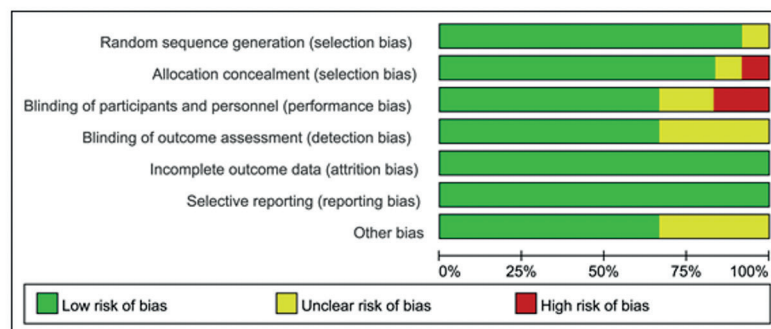 Random sequence generation (selection bias)
Allocation concealment (selection bias)
Blinding of participants and personnel (performance bias)
Blinding of outcome assessment (detection bias)
Incomplete outcome data (attrition bias)
Selective reporting (reporting bias)
Other bias
0% 25% 50% 75% 100%
Low risk of bias Unclear risk of bias High risk of bias